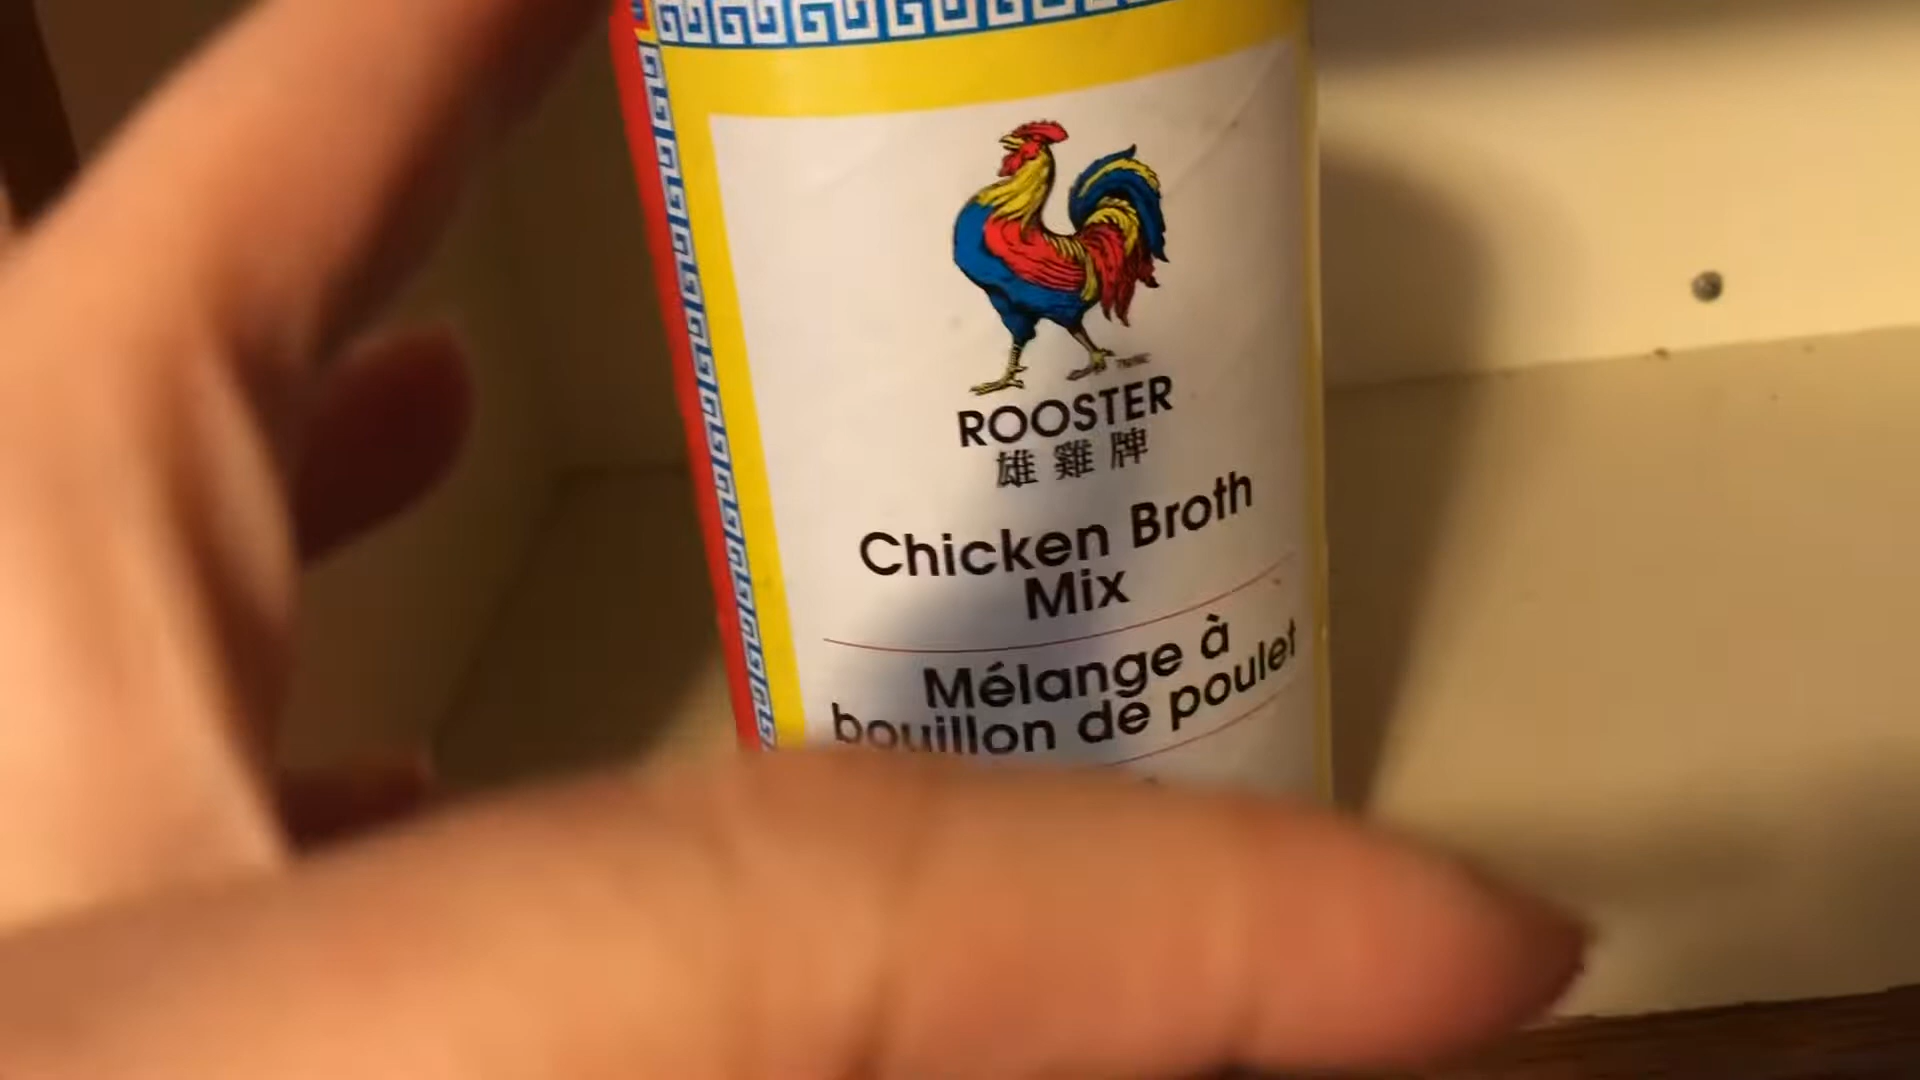 ROOSTER
雄雞牌
Chicken Broth
Mix
Mélange à
bouillon de poulet